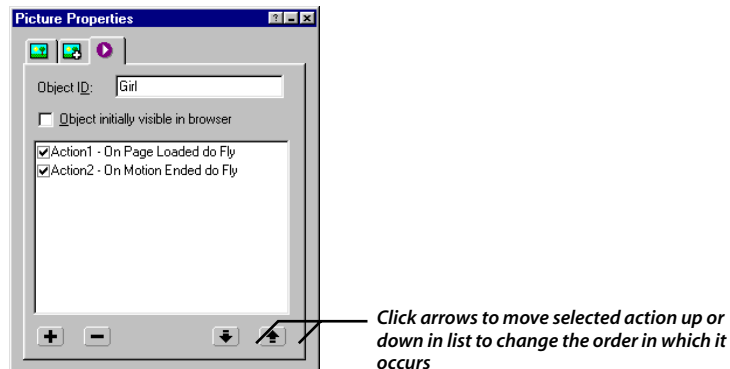 Picture Properties
Object ID: Girl
Object initially visible in browser
Action1 - On Page Loaded do Fly
Action2 - On Motion Ended do Fly
Click arrows to move selected action up or
down in list to change the order in which it
occurs